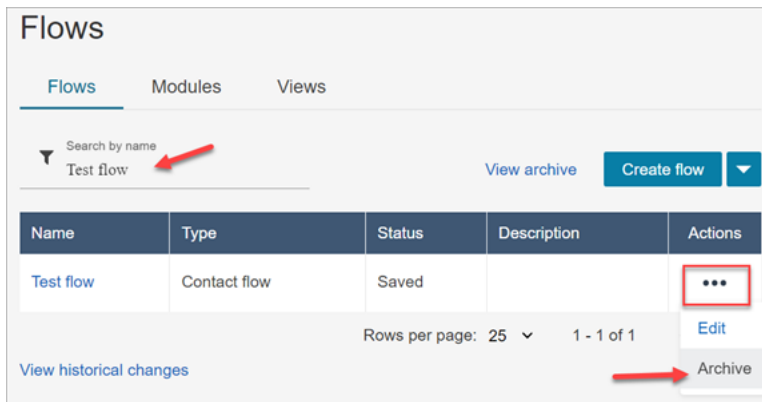 Flows
Flows Modules Views
Search by name
Test flow
View archive Create flow
Name Type Status Description Actions
Test flow Contact flow Saved •••
Rows per page: 25 1 - 1 of 1
Edit
View historical changes
Archive